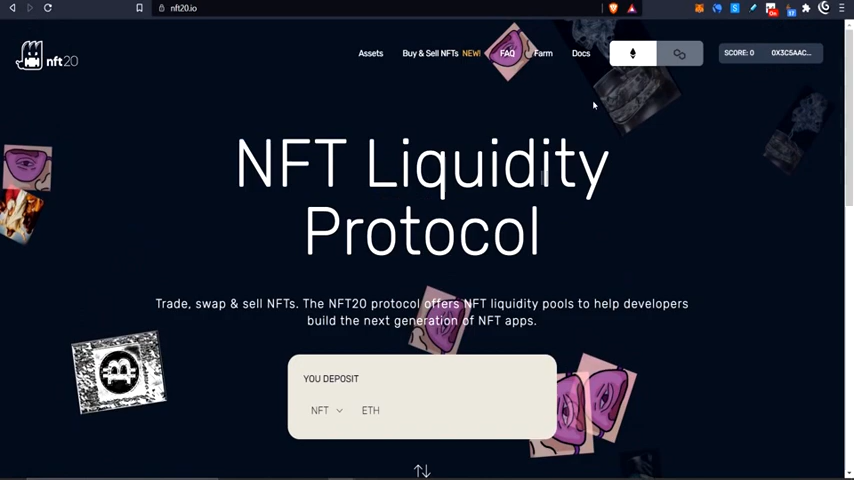 nft20.io
nft20
Assets
Buy & Sell NFTs NEW!
FAQ
Farm
Docs
SCORE: 0
NFT Liquidity
Protocol
Trade, swap & sell NFTs. The NFT20 protocol offers NFT liquidity pools to help developers
build the next generation of NFT apps.
YOU DEPOSIT
NFT
ETH